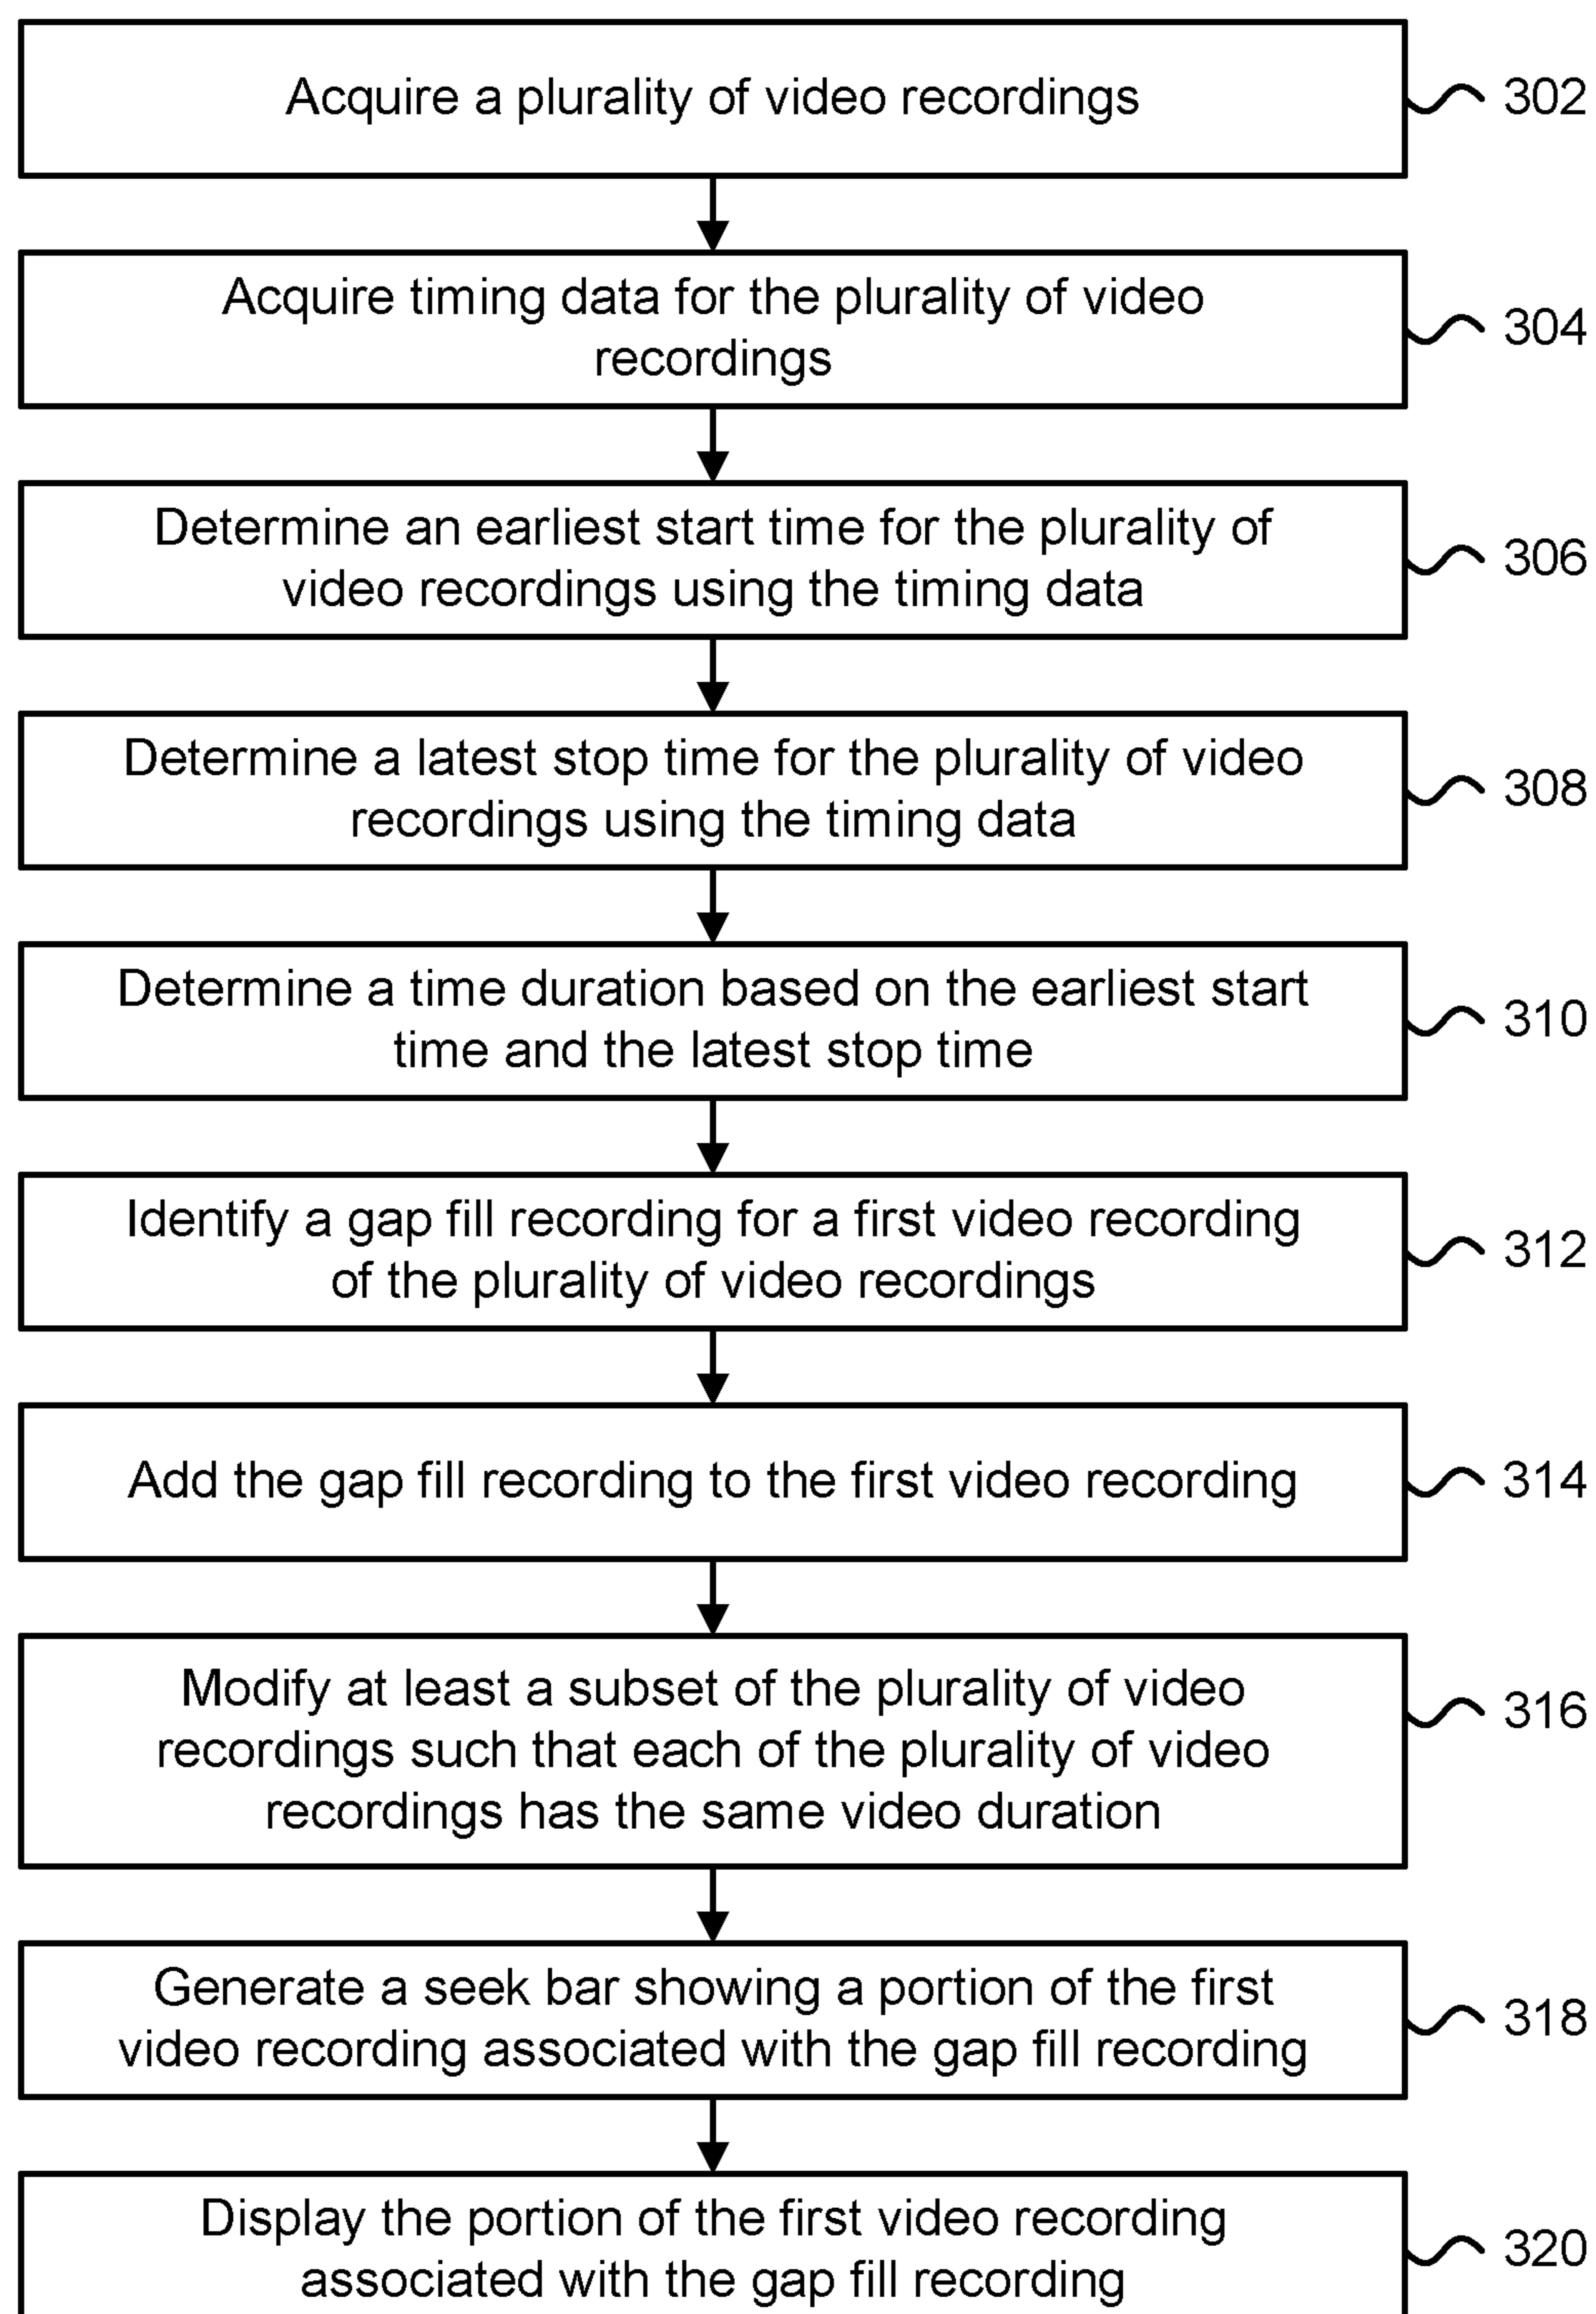 Acquire a plurality of video recordings
302
Acquire timing data for the plurality of video
recordings
304
Determine an earliest start time for the plurality of
video recordings using the timing data
306
Determine a latest stop time for the plurality of video
recordings using the timing data
308
Determine a time duration based on the earliest start
time and the latest stop time
310
Identify a gap fill recording for a first video recording
of the plurality of video recordings
312
Add the gap fill recording to the first video recording
314
Modify at least a subset of the plurality of video
recordings such that each of the plurality of video
recordings has the same video duration
316
Generate a seek bar showing a portion of the first
video recording associated with the gap fill recording
318
Display the portion of the first video recording
associated with the gap fill recording
320